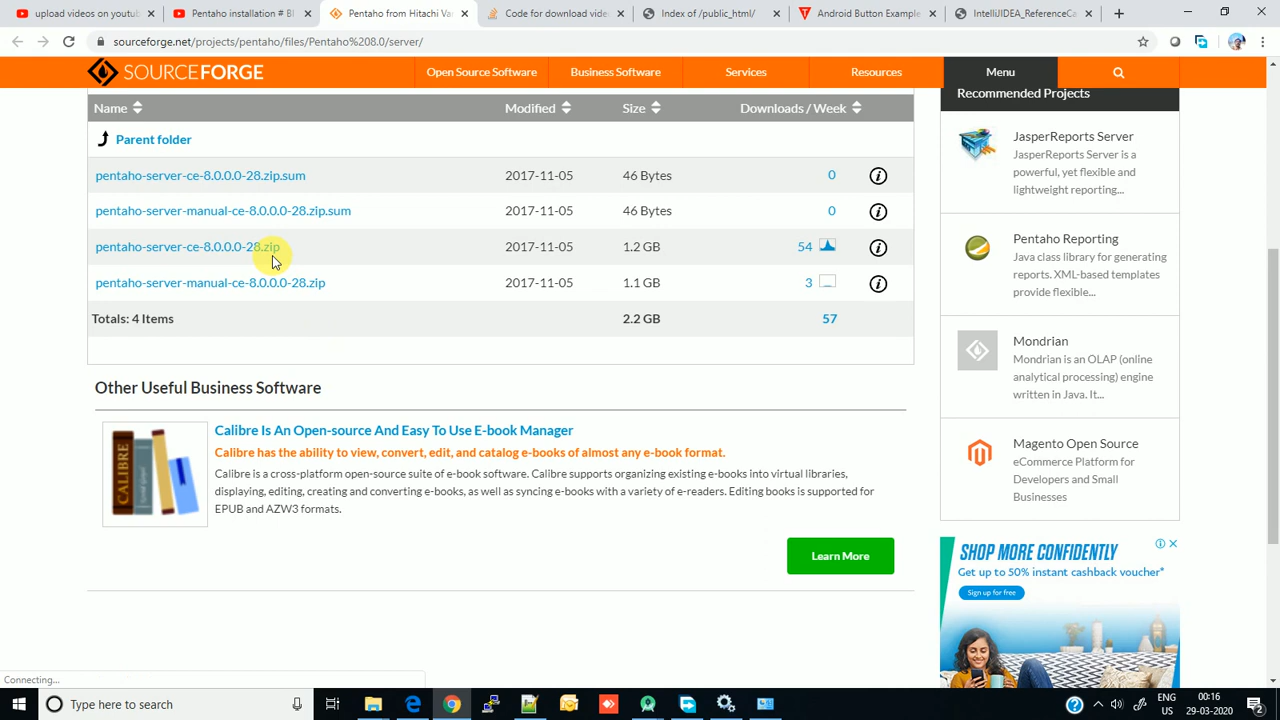 upload videos on youtub
Pentaho installation # B
Pentaho from Hitachi Va
Code for download vide
Index of /public_html/
Android Button Example
IntelliJIDEA_ReferenceCa
sourceforge.net/projects/pentaho/files/Pentaho%208.0/server/
SOURCEFORGE
Open Source Software
Business Software
Services
Resources
Menu
Name
Modified
Size
Downloads / Week
Parent folder
pentaho-server-ce-8.0.0.0-28.zip.sum 2017-11-05 46 Bytes 0
pentaho-server-manual-ce-8.0.0.0-28.zip.sum 2017-11-05 46 Bytes 0
pentaho-server-ce-8.0.0.0-28.zip 2017-11-05 1.2 GB 54
pentaho-server-manual-ce-8.0.0.0-28.zip 2017-11-05 1.1 GB 3
Totals: 4 Items 2.2 GB 57
Other Useful Business Software
CALIBRE
Calibre Is An Open-source And Easy To Use E-book Manager
Calibre has the ability to view, convert, edit, and catalog e-books of almost any e-book format.
Calibre is a cross-platform open-source suite of e-book software. Calibre supports organizing existing e-books into virtual libraries,
displaying, editing, creating and converting e-books, as well as syncing e-books with a variety of e-readers. Editing books is supported for
EPUB and AZW3 formats.
Learn More
Recommended Projects
JasperReports Server
JasperReports Server is a
powerful, yet flexible and
lightweight reporting...
Pentaho Reporting
Java class library for generating
reports. XML-based templates
provide flexible...
Mondrian
Mondrian is an OLAP (online
analytical processing) engine
written in Java. It...
Magento Open Source
eCommerce Platform for
Developers and Small
Businesses
SHOP MORE CONFIDENTLY
Get up to 50% instant cashback voucher*
Sign up for free
Connecting...
Type here to search
ENG
US
00:16
29-03-2020
2